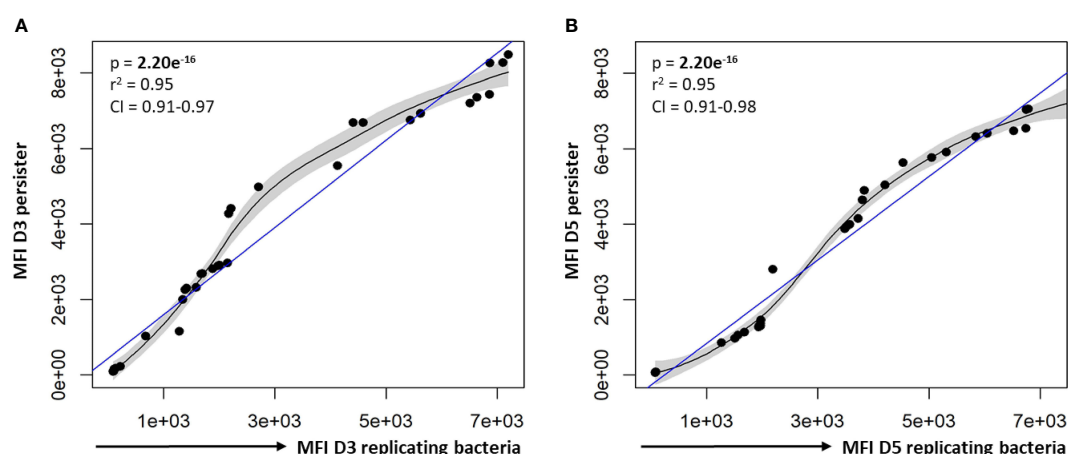 A
p = 2.20e-16
r2 = 0.95
CI = 0.91-0.97
MFI D3 persister
0e+00 2e+03 4e+03 6e+03 8e+03
1e+03 3e+03 5e+03 7e+03
MFI D3 replicating bacteria
B
p = 2.20e-16
r2 = 0.95
CI = 0.91-0.98
MFI D5 persister
0e+00 2e+03 4e+03 6e+03 8e+03
1e+03 3e+03 5e+03 7e+03
MFI D5 replicating bacteria